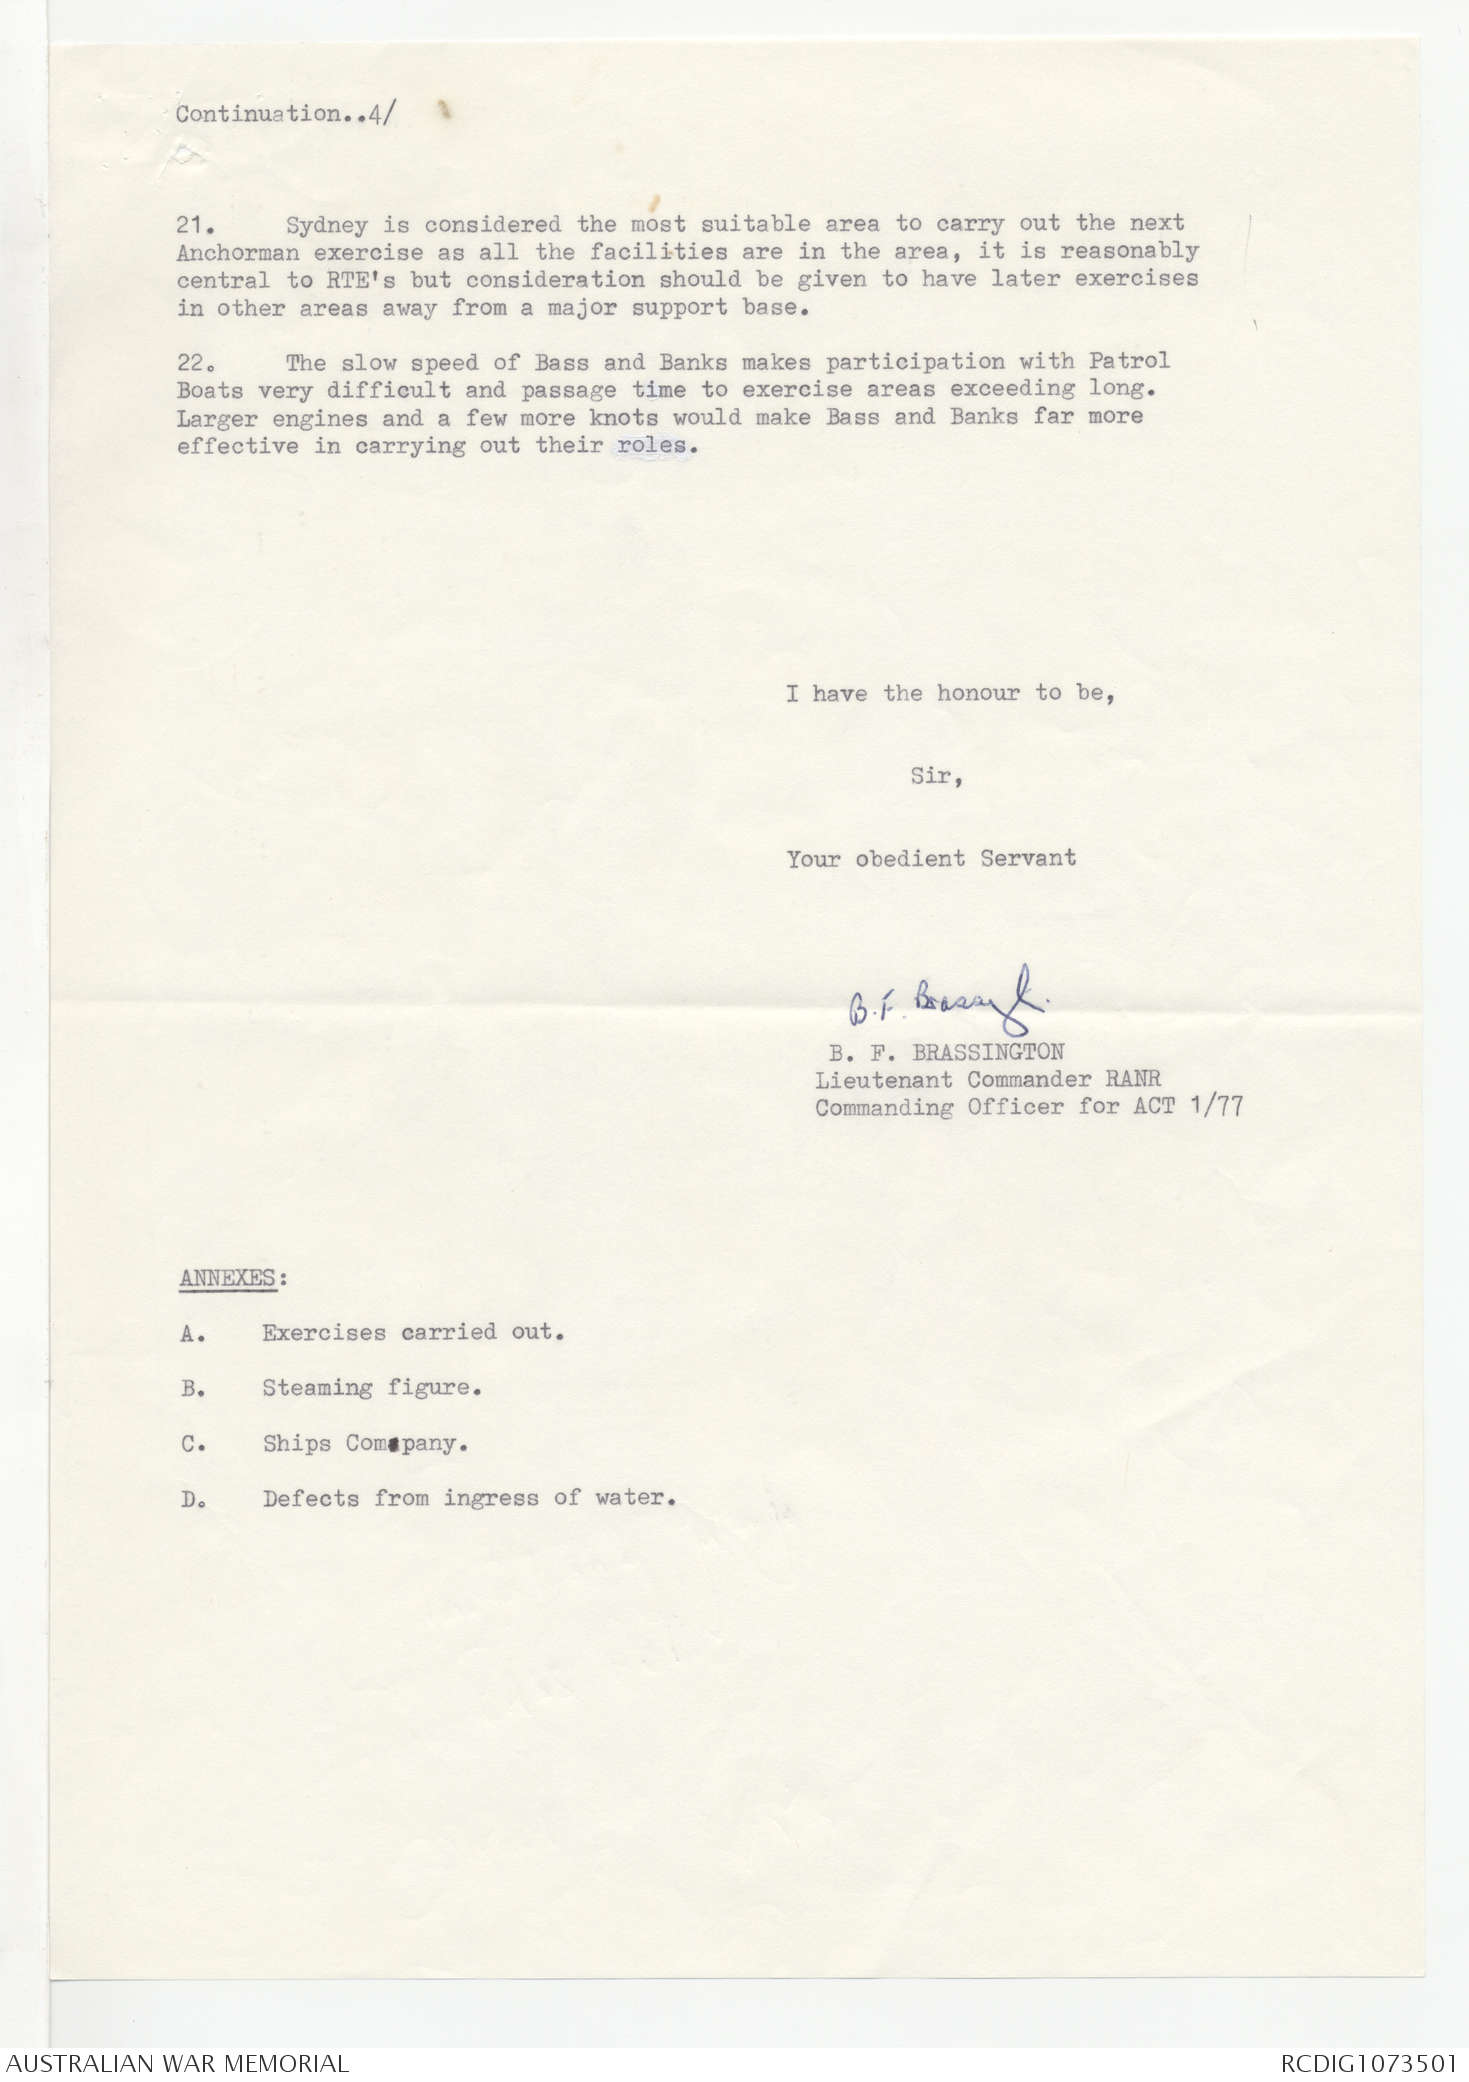 Continuation..4/
21. Sydney is considered the most suitable area to carry out the next
Anchorman exercise as all the facilities are in the area, it is reasonably
central to RTE's but consideration should be given to have later exercises
in other areas away from a major support base.
22. The slow speed of Bass and Banks makes participation with Patrol
Boats very difficult and passage time to exercise areas exceeding long.
Larger engines and a few more knots would make Bass and Banks far more
effective in carrying out their roles.
I have the honour to be,
Sir,
Your obedient Servant
B. F.
B. F. BRASSINGTON
Lieutenant Commander RANR
Commanding Officer for ACT 1/77
ANNEXES:
A. Exercises carried out.
B. Steaming figure.
C. Ships Company.
D. Defects from ingress of water.
AUSTRALIAN WAR MEMORIAL
RCDIG1073501